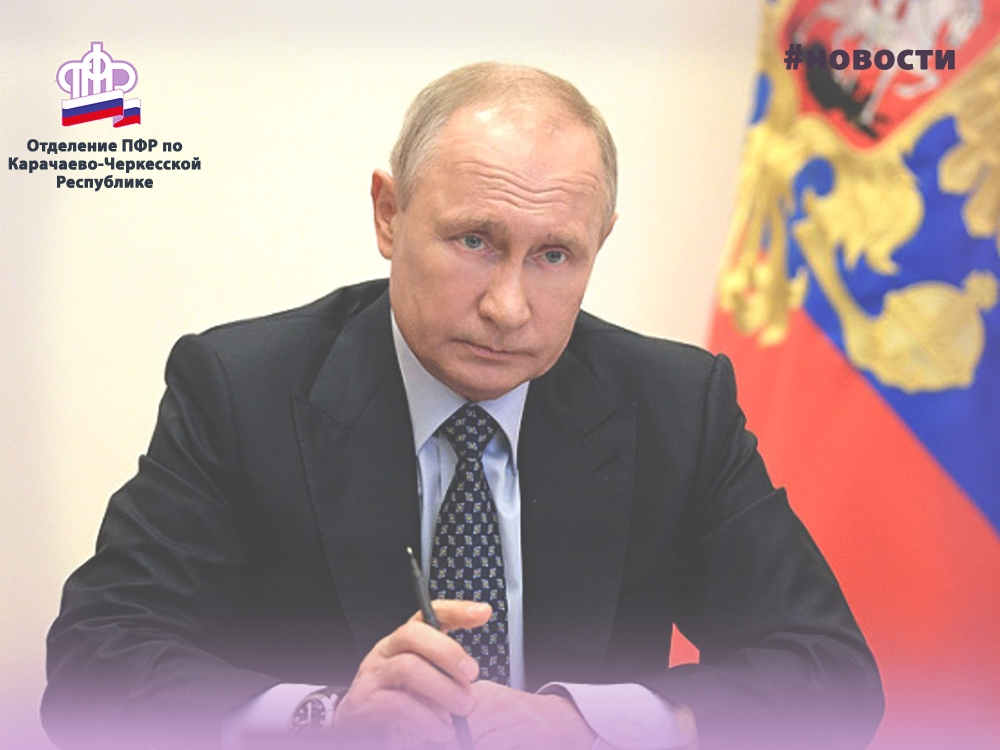 ПФР
#новости
Отделение ПФР по
Карачаево-Черкесской
Республике